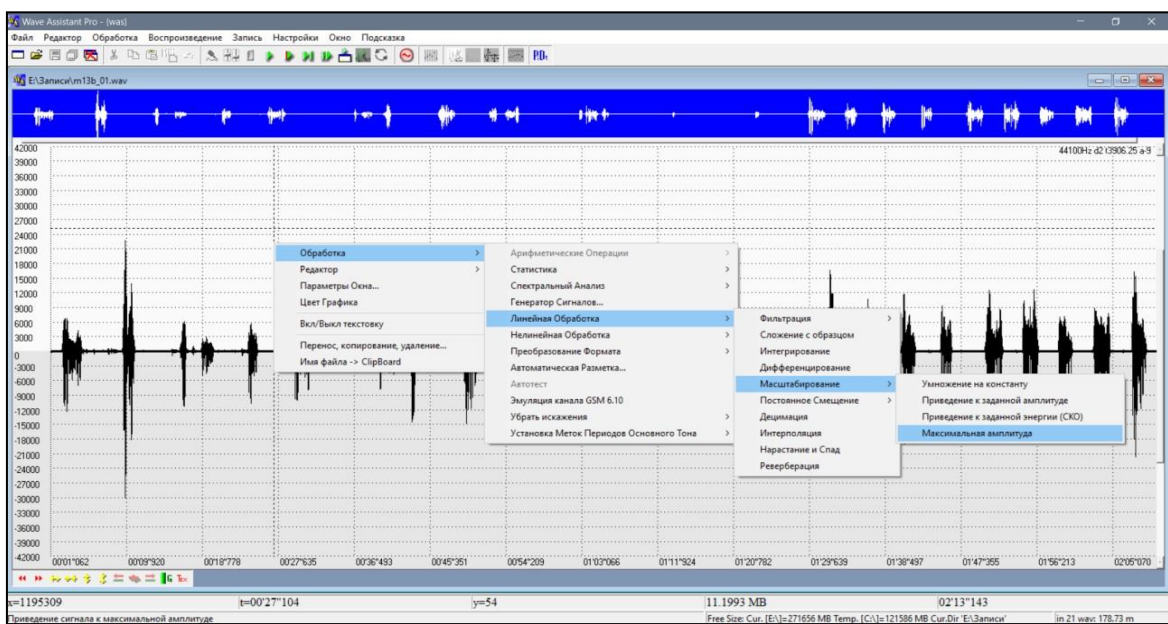 Wave Assistant Pro - (was)
Файл Редактор Обработка Воспроизведение Запись Настройки Окно Подсказка
P.D.
E:\Записи\m13b_01.wav
44100Hz d2 t3906.25 a-9
42000
39000
36000
33000
30000
27000
24000
21000
18000
15000
12000
9000
6000
3000
0
-3000
-6000
-9000
-12000
-15000
-18000
-21000
-24000
-27000
-30000
-33000
-36000
-39000
-42000
Обработка
Редактор
Параметры Окна...
Цвет Графика
Вкл/Выкл текстовку
Перенос, копирование, удаление...
Имя файла -> ClipBoard
Арифметические Операции
Статистика
Спектральный Анализ
Генератор Сигналов...
Линейная Обработка
Нелинейная Обработка
Преобразование Формата
Автоматическая Разметка...
Автотест
Эмуляция канала GSM 6.10
Убрать искажения
Установка Меток Периодов Основного Тона
Фильтрация
Сложение с образцом
Интегрирование
Дифференцирование
Масштабирование
Постоянное Смещение
Децимация
Интерполяция
Нарастание и Спад
Реверберация
Умножение на константу
Приведение к заданной амплитуде
Приведение к заданной энергии (СКО)
Максимальная амплитуда
00'01"062 00'09"920 00'18"778 00'27"635 00'36"493 00'45"351 00'54"209 01'03"066 01'11"924 01'20"782 01'29"639 01'38"497 01'47"355 01'56"213 02'05"070
G
x=1195309 t=00'27"104 y=54 11.1993 MB 02'13"143
Приведение сигнала к максимальной амплитуде Free Size: Cur. [E:\]=271656 MB Temp. [C:\]=121586 MB Cur.Dir 'E:\Записи' in 21 wav: 178.73 m